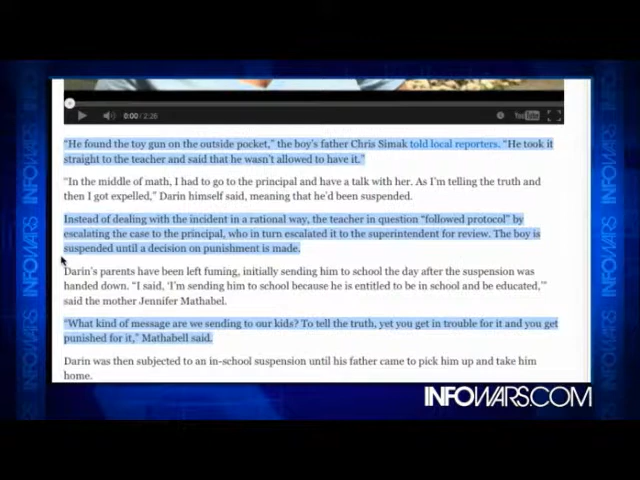 0:00 / 2:26
YouTube
"He found the toy gun on the outside pocket," the boy's father Chris Simak told local reporters. "He took it
straight to the teacher and said that he wasn't allowed to have it."
"In the middle of math, I had to go to the principal and have a talk with her. As I'm telling the truth and
then I got expelled," Darin himself said, meaning that he'd been suspended.
Instead of dealing with the incident in a rational way, the teacher in question "followed protocol" by
escalating the case to the principal, who in turn escalated it to the superintendent for review. The boy is
suspended until a decision on punishment is made.
Darin's parents have been left fuming, initially sending him to school the day after the suspension was
handed down. "I said, 'I'm sending him to school because he is entitled to be in school and be educated,'"
said the mother Jennifer Mathabel.
"What kind of message are we sending to our kids? To tell the truth, yet you get in trouble for it and you get
punished for it," Mathabell said.
Darin was then subjected to an in-school suspension until his father came to pick him up and take him
home.
INFOWARS
INFOWARS
INFOWARS
INFOWARS
INFOWARS.COM